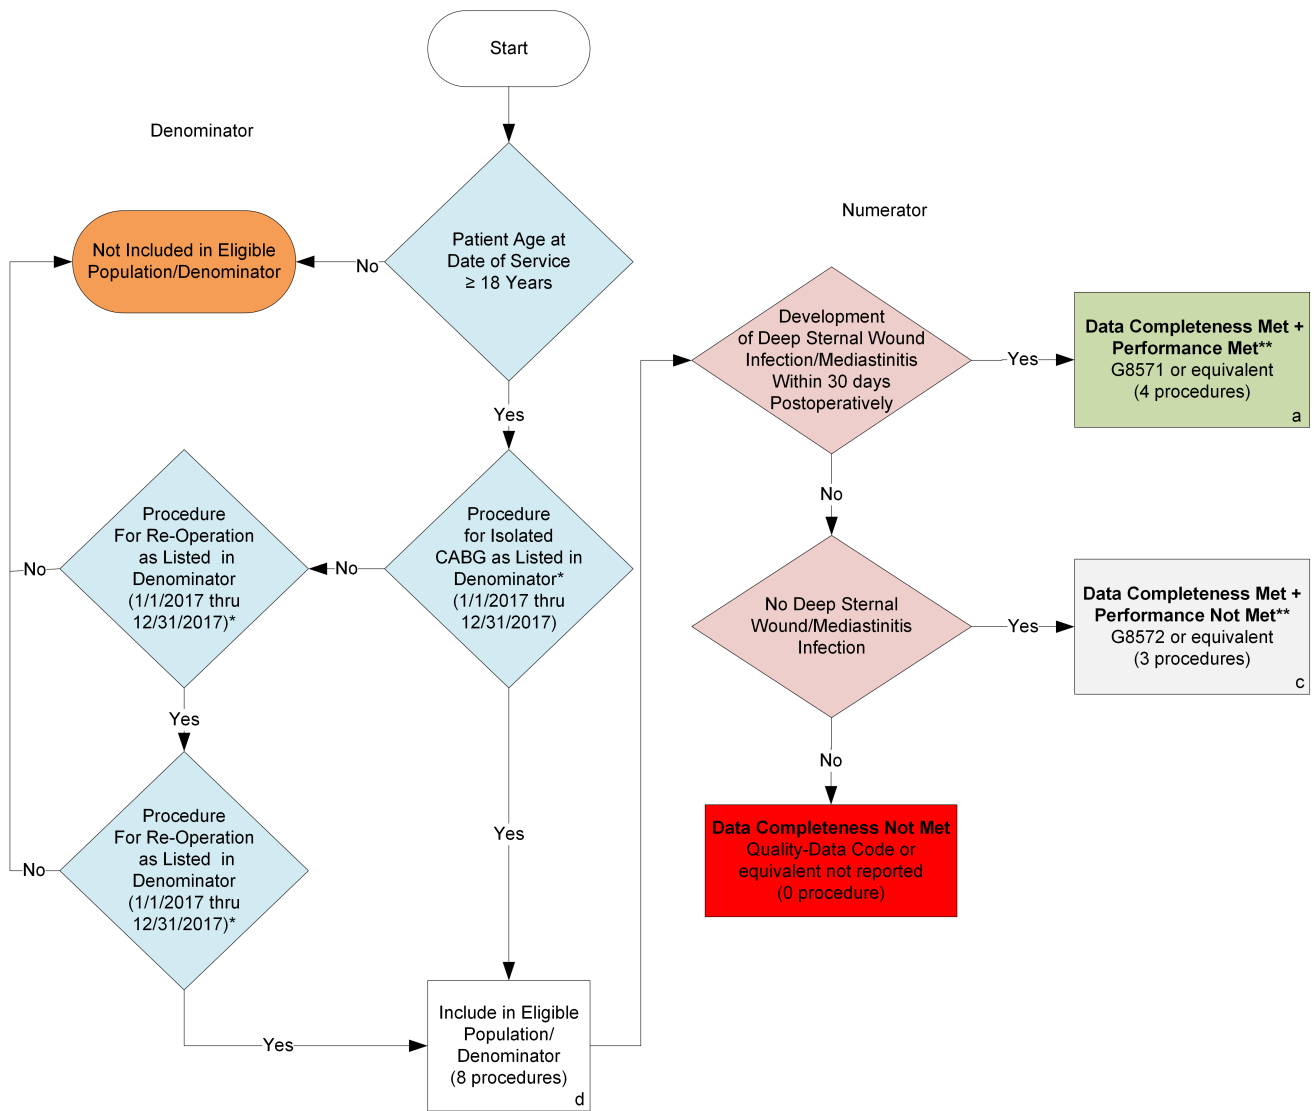 Start
Denominator
Patient Age at
Date of Service
≥ 18 Years
Not Included in Eligible
Population/Denominator
No
Yes
Procedure
for Isolated
CABG as Listed in
Denominator*
(1/1/2017 thru
12/31/2017)
No
Procedure
For Re-Operation
as Listed in
Denominator
(1/1/2017 thru
12/31/2017)*
No
Yes
Procedure
For Re-Operation
as Listed in
Denominator
(1/1/2017 thru
12/31/2017)*
No
Yes
Yes
Include in Eligible
Population/
Denominator
(8 procedures)
d
Numerator
Development
of Deep Sternal Wound
Infection/Mediastinitis
Within 30 days
Postoperatively
Yes
Data Completeness Met +
Performance Met**
G8571 or equivalent
(4 procedures)
a
No
No Deep Sternal
Wound/Mediastinitis
Infection
Yes
Data Completeness Met +
Performance Not Met**
G8572 or equivalent
(3 procedures)
c
No
Data Completeness Not Met
Quality-Data Code or
equivalent not reported
(0 procedure)